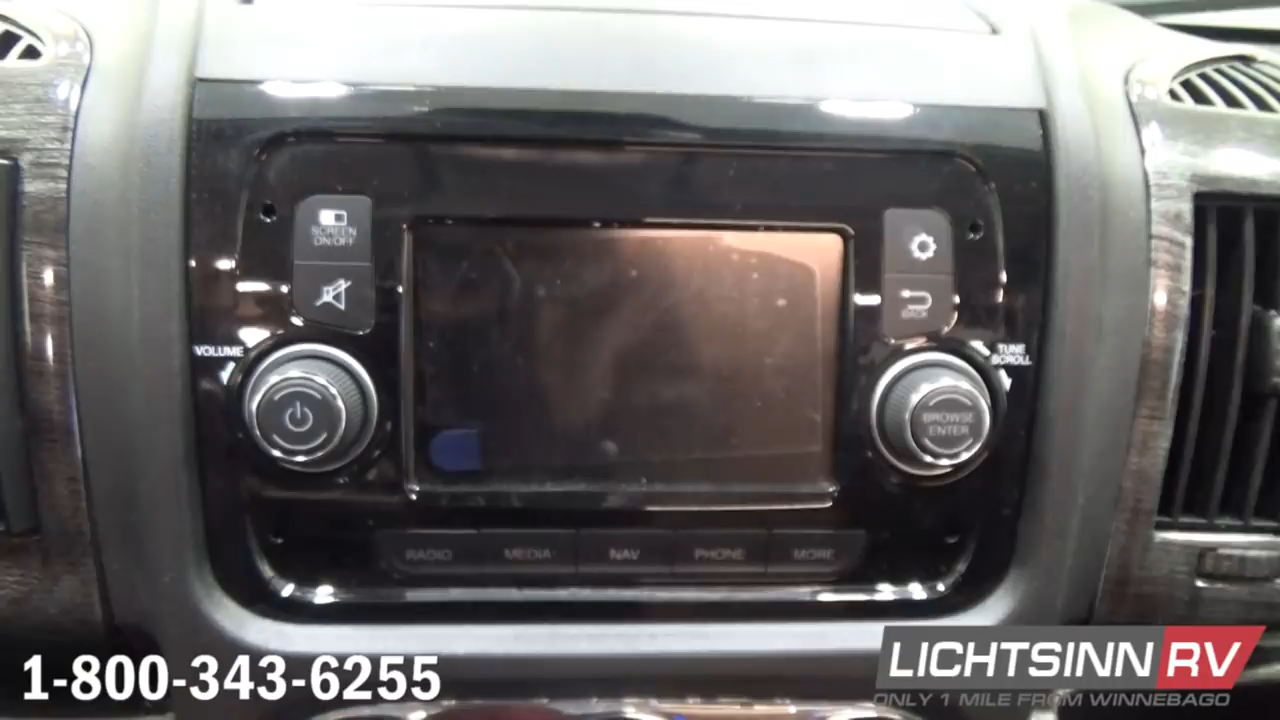 SCREEN
ON/OFF
BACK
VOLUME
TUNE
SCROLL
BROWSE
ENTER
RADIO
MEDIA
NAV
PHONE
MORE
1-800-343-6255
LICHTSINN RV
ONLY 1 MILE FROM WINNEBAGO